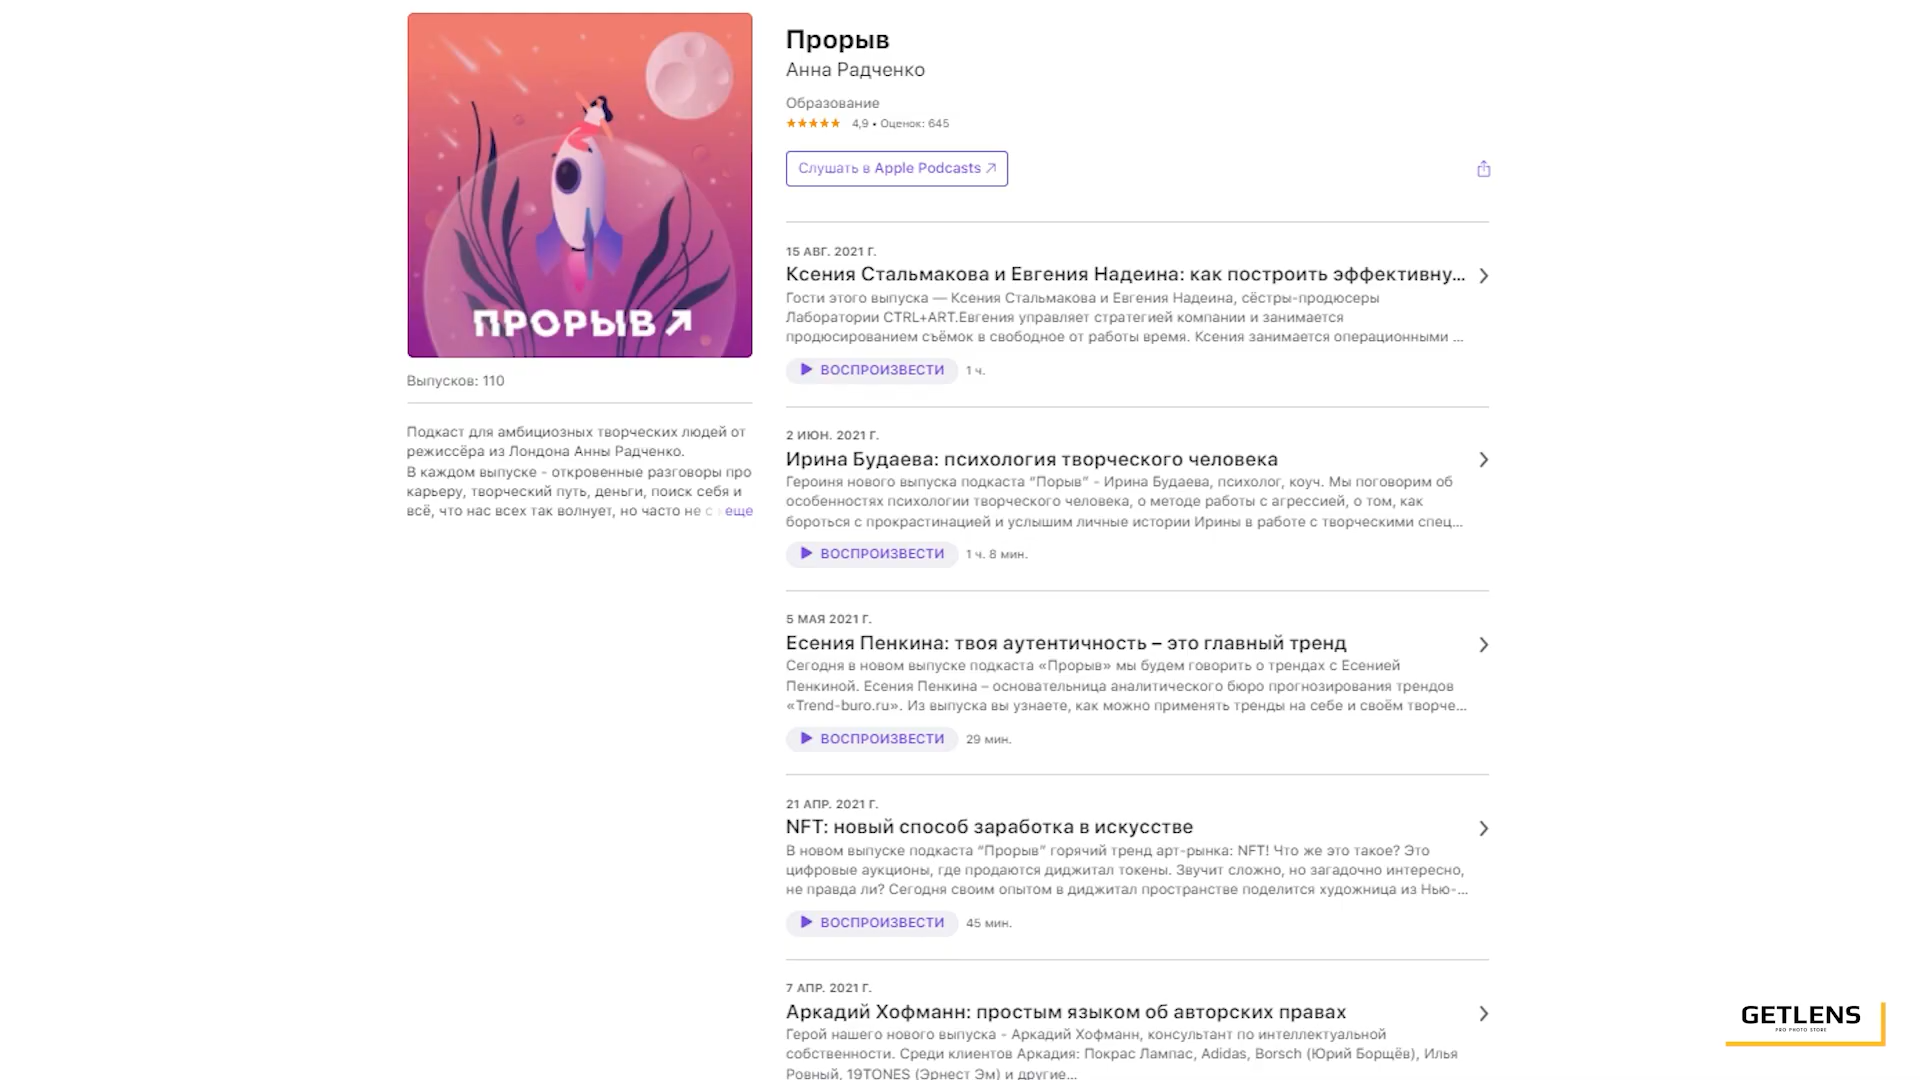 ПРОРЫВ
Выпусков: 110
Подкаст для амбициозных творческих людей от
режиссёра из Лондона Анны Радченко.
В каждом выпуске - откровенные разговоры про
карьеру, творческий путь, деньги, поиск себя и
всё, что нас всех так волнует, но часто не с еще
Прорыв
Анна Радченко
Образование
★★★★★ 4,9 • Оценок: 645
Слушать в Apple Podcasts ↗
15 АВГ. 2021 Г.
Ксения Стальмакова и Евгения Надеина: как построить эффективну...
Гости этого выпуска — Ксения Стальмакова и Евгения Надеина, сёстры-продюсеры
Лаборатории CTRL+ART.Евгения управляет стратегией компании и занимается
продюсированием съёмок в свободное от работы время. Ксения занимается операционными ...
ВОСПРОИЗВЕСТИ 1 ч.
2 ИЮН. 2021 Г.
Ирина Будаева: психология творческого человека
Героиня нового выпуска подкаста “Порыв” - Ирина Будаева, психолог, коуч. Мы поговорим об
особенностях психологии творческого человека, о методе работы с агрессией, о том, как
бороться с прокрастинацией и услышим личные истории Ирины в работе с творческими спец...
ВОСПРОИЗВЕСТИ 1 ч. 8 мин.
5 МАЯ 2021 Г.
Есения Пенкина: твоя аутентичность – это главный тренд
Сегодня в новом выпуске подкаста «Прорыв» мы будем говорить о трендах с Есенией
Пенкиной. Есения Пенкина – основательница аналитического бюро прогнозирования трендов
«Trend-buro.ru». Из выпуска вы узнаете, как можно применять тренды на себе и своём творче...
ВОСПРОИЗВЕСТИ 29 мин.
21 АПР. 2021 Г.
NFT: новый способ заработка в искусстве
В новом выпуске подкаста “Прорыв” горячий тренд арт-рынка: NFT! Что же это такое? Это
цифровые аукционы, где продаются диджитал токены. Звучит сложно, но загадочно интересно,
не правда ли? Сегодня своим опытом в диджитал пространстве поделится художница из Нью-...
ВОСПРОИЗВЕСТИ 45 мин.
7 АПР. 2021 Г.
Аркадий Хофманн: простым языком об авторских правах
Герой нашего нового выпуска - Аркадий Хофманн, консультант по интеллектуальной
собственности. Среди клиентов Аркадия: Покрас Лампас, Adidas, Borsch (Юрий Борщёв), Илья
Ровный, 19TONES (Эрнест Эм) и другие...
GETLENS
PRO PHOTO STORE